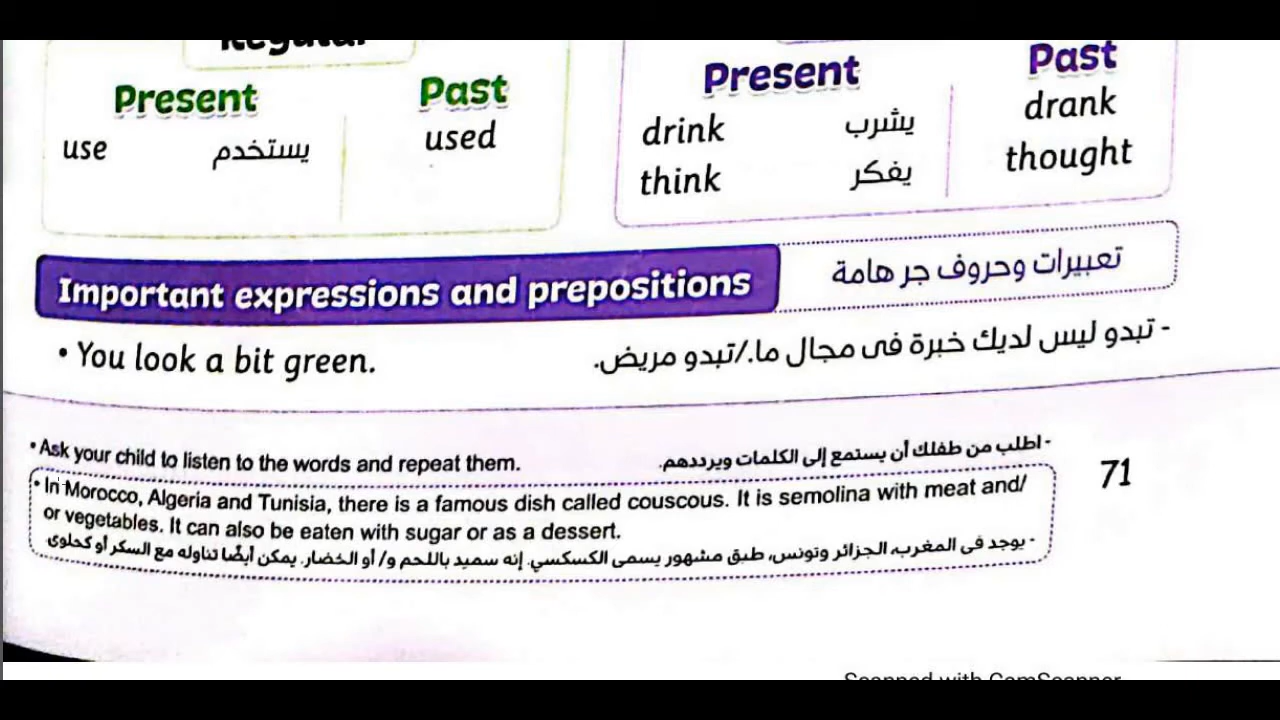 Regular
Present Past
use يستخدم used
Present Past
drink يشرب drank
think يفكر thought
Important expressions and prepositions تعبيرات وحروف جر هامة
• You look a bit green. - تبدو ليس لديك خبرة فى مجال ما./تبدو مريض.
• Ask your child to listen to the words and repeat them. - اطلب من طفلك أن يستمع إلى الكلمات ويرددهم.
71
• In Morocco, Algeria and Tunisia, there is a famous dish called couscous. It is semolina with meat and/
or vegetables. It can also be eaten with sugar or as a dessert.
- يوجد فى المغرب، الجزائر وتونس، طبق مشهور يسمى الكسكسي. إنه سميد باللحم و/ أو الخضار. يمكن أيضًا تناوله مع السكر أو كحلوى
Scanned with CamScanner